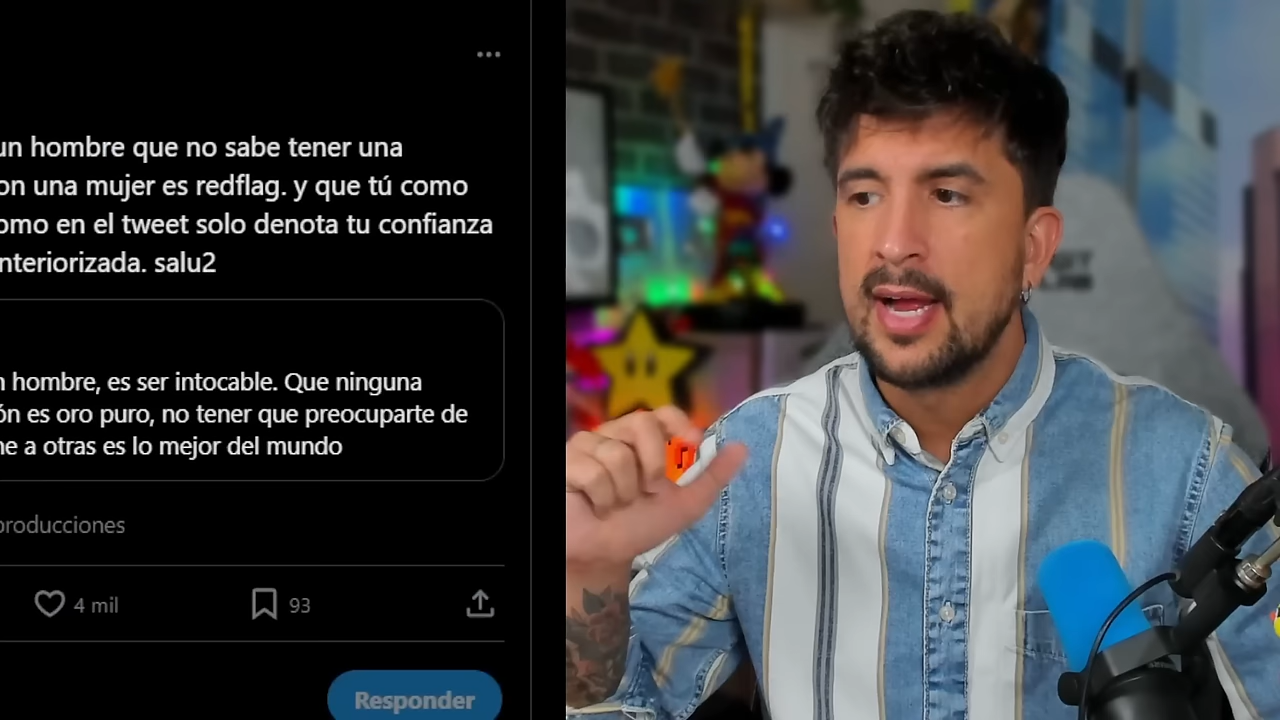 un hombre que no sabe tener una
on una mujer es redflag. y que tú como
omo en el tweet solo denota tu confianza
nteriorizada. salu2
n hombre, es ser intocable. Que ninguna
ón es oro puro, no tener que preocuparte de
ne a otras es lo mejor del mundo
producciones
4 mil
93
Responder